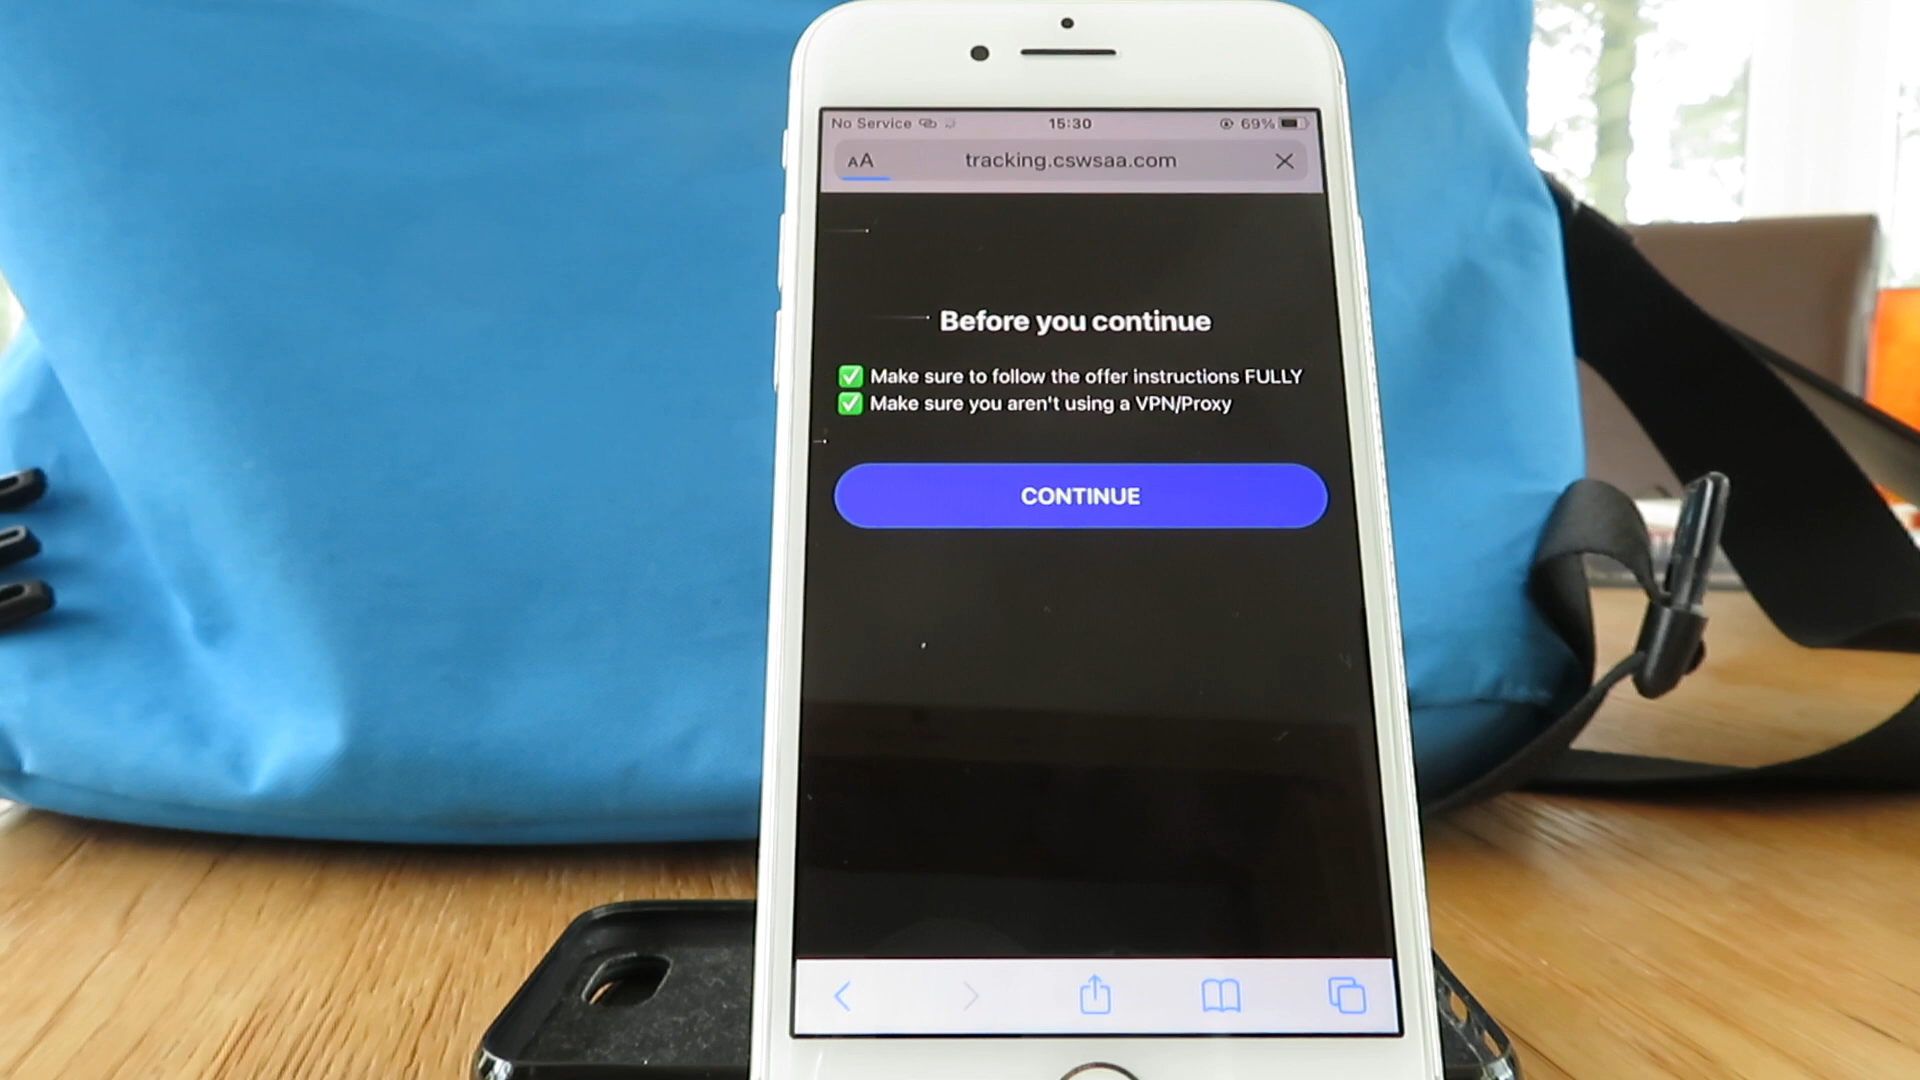 No Service 15:30 69%
AA tracking.cswsaa.com
Before you continue
✅ Make sure to follow the offer instructions FULLY
✅ Make sure you aren't using a VPN/Proxy
CONTINUE